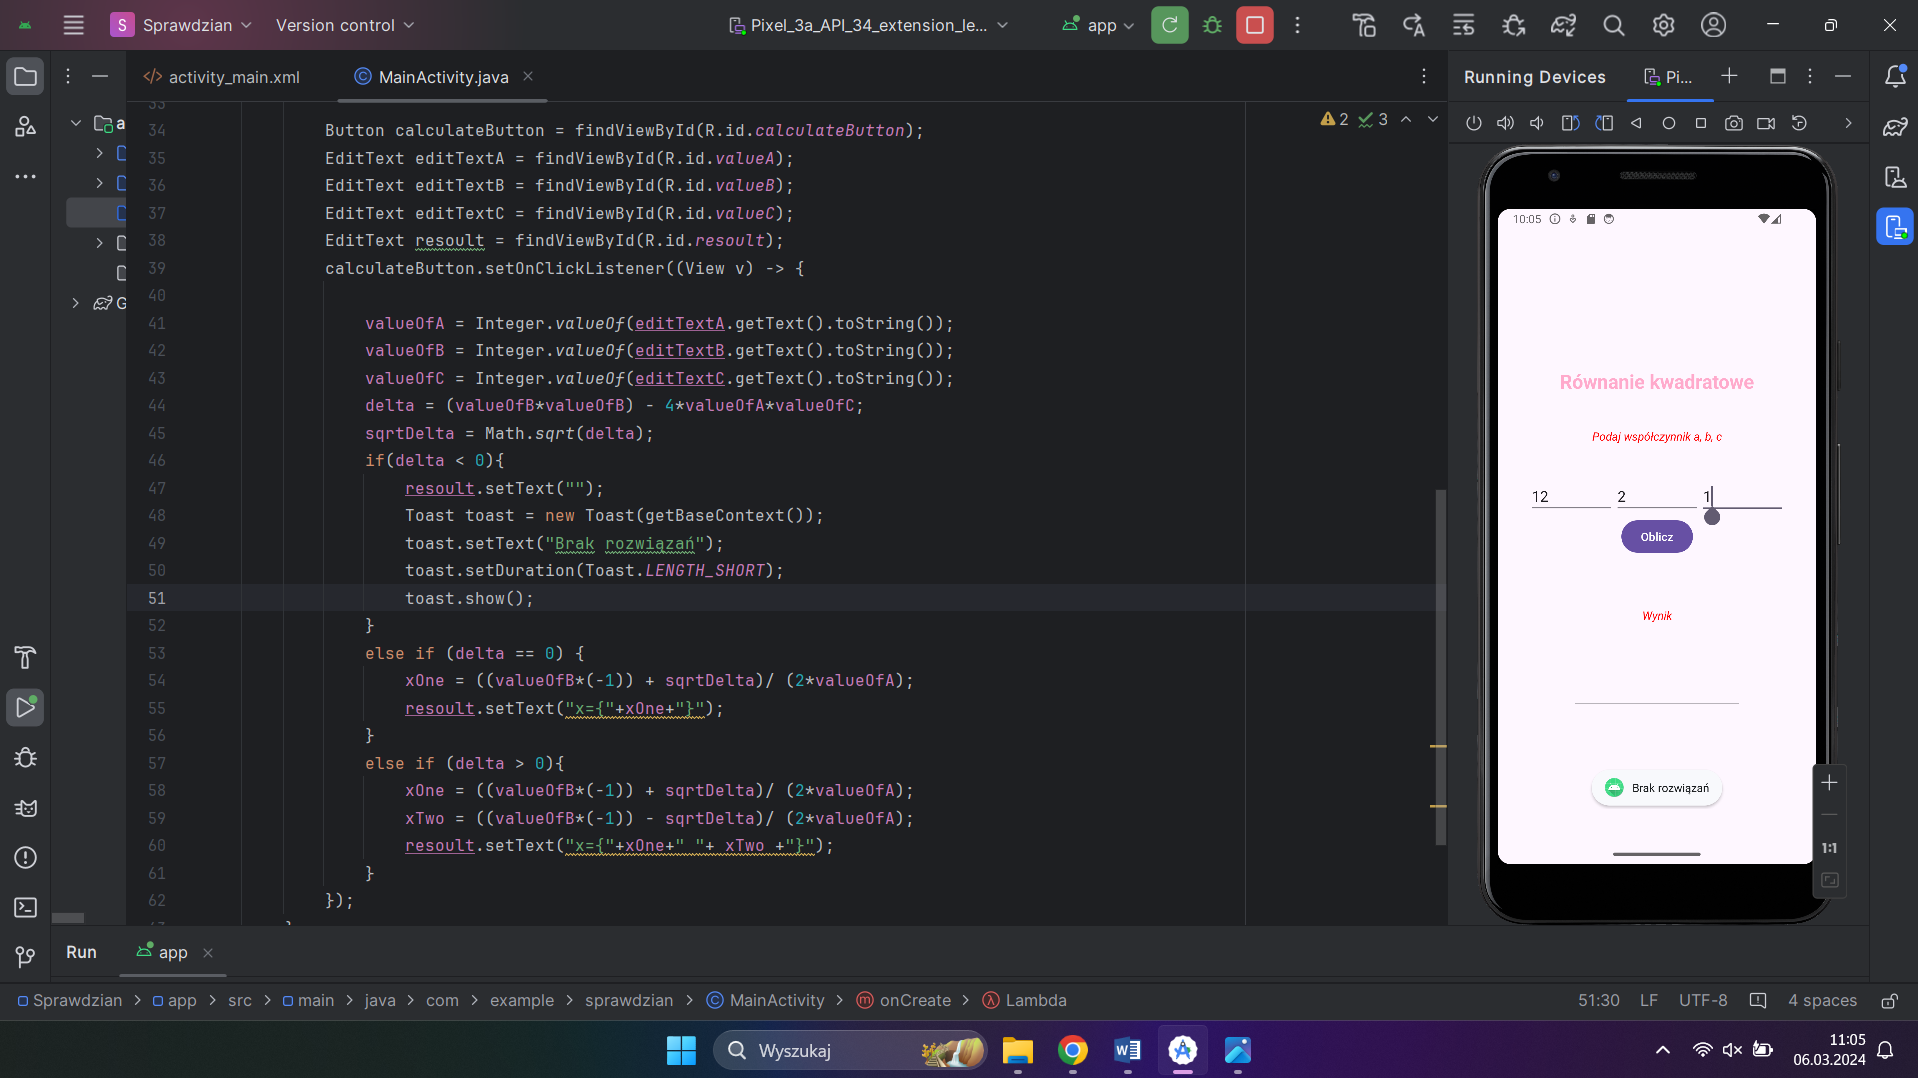 S Sprawdzian Version control Pixel_3a_API_34_extension_le... app
activity_main.xml MainActivity.java Running Devices Pi...
33
34 Button calculateButton = findViewById(R.id.calculateButton);
35 EditText editTextA = findViewById(R.id.valueA);
36 EditText editTextB = findViewById(R.id.valueB);
37 EditText editTextC = findViewById(R.id.valueC);
38 EditText resoult = findViewById(R.id.resoult);
39 calculateButton.setOnClickListener((View v) -> {
40
41 valueOfA = Integer.valueOf(editTextA.getText().toString());
42 valueOfB = Integer.valueOf(editTextB.getText().toString());
43 valueOfC = Integer.valueOf(editTextC.getText().toString());
44 delta = (valueOfB*valueOfB) - 4*valueOfA*valueOfC;
45 sqrtDelta = Math.sqrt(delta);
46 if(delta < 0){
47 resoult.setText("");
48 Toast toast = new Toast(getBaseContext());
49 toast.setText("Brak rozwiązań");
50 toast.setDuration(Toast.LENGTH_SHORT);
51 toast.show();
52 }
53 else if (delta == 0) {
54 xOne = ((valueOfB*(-1)) + sqrtDelta)/ (2*valueOfA);
55 resoult.setText("x={"+xOne+"}");
56 }
57 else if (delta > 0){
58 xOne = ((valueOfB*(-1)) + sqrtDelta)/ (2*valueOfA);
59 xTwo = ((valueOfB*(-1)) - sqrtDelta)/ (2*valueOfA);
60 resoult.setText("x={"+xOne+" "+ xTwo +"}");
61 }
62 });
2 3
a
G
10:05
Równanie kwadratowe
Podaj współczynnik a, b, c
12 2 1
Oblicz
Wynik
Brak rozwiązań
1:1
Run app
Sprawdzian > app > src > main > java > com > example > sprawdzian > MainActivity > onCreate > Lambda 51:30 LF UTF-8 4 spaces
Wyszukaj
11:05
06.03.2024